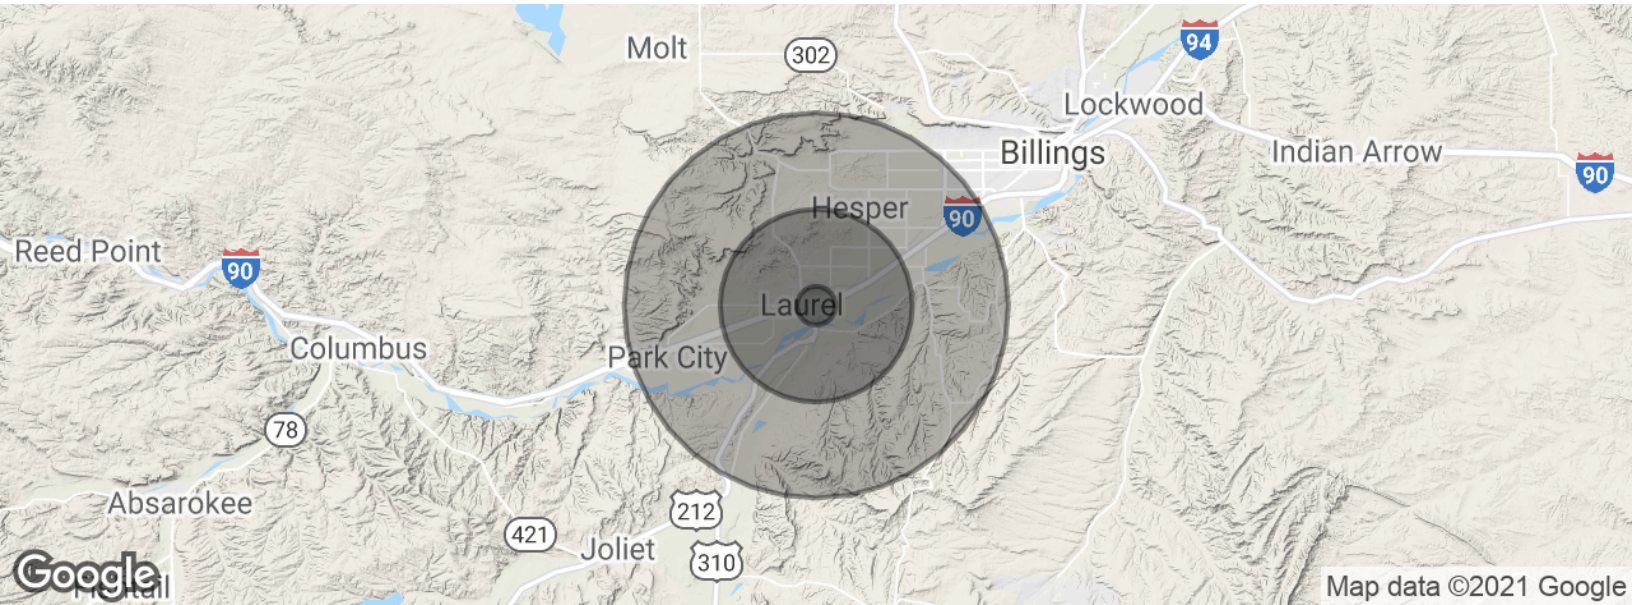 Molt
302
94
Lockwood
Billings
Indian Arrow
90
Hesper
90
Reed Point
90
Laurel
Columbus
Park City
78
Absarokee
212
421
Joliet
310
Google
Map data ©2021 Google